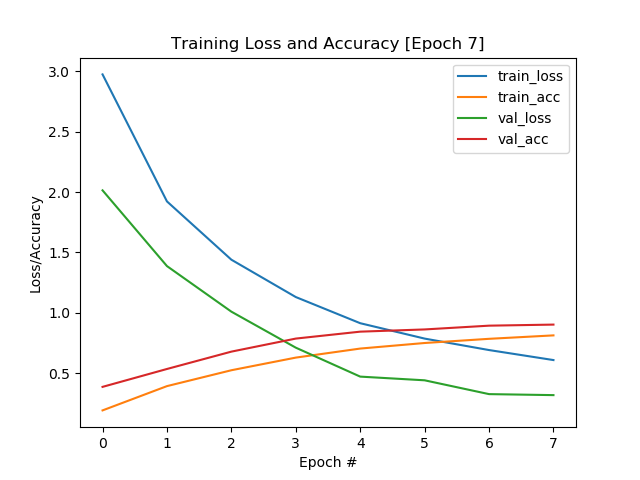 Training Loss and Accuracy [Epoch 7]
train_loss
train_acc
val_loss
val_acc
3.0
2.5
2.0
1.5
1.0
0.5
Loss/Accuracy
0 1 2 3 4 5 6 7
Epoch #